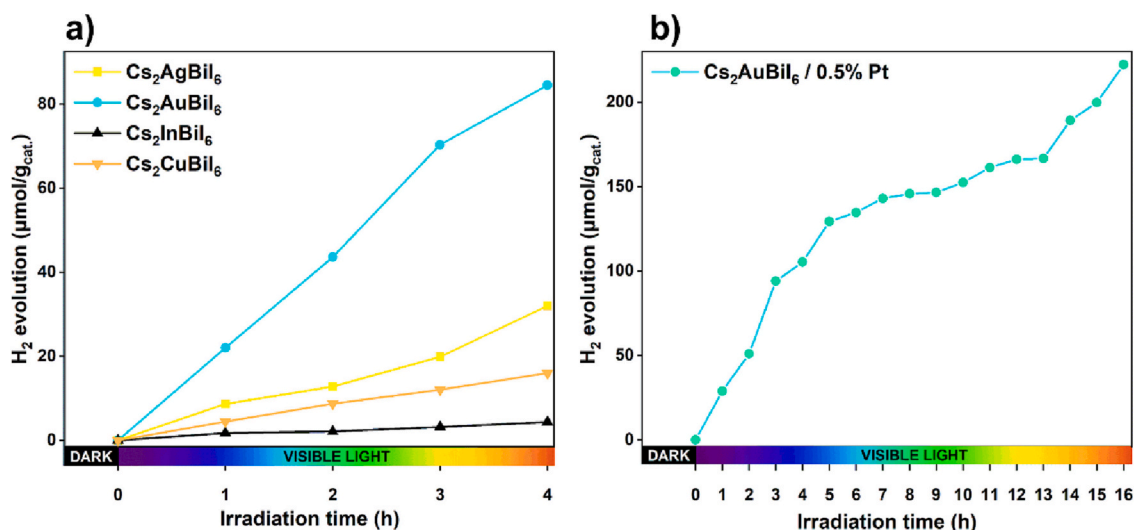 a)
Cs₂AgBiI₆
Cs₂AuBiI₆
Cs₂InBiI₆
Cs₂CuBiI₆
H₂ evolution (µmol/g_cat.)
80
60
40
20
0
DARK
VISIBLE LIGHT
0 1 2 3 4
Irradiation time (h)
b)
Cs₂AuBiI₆ / 0.5% Pt
H₂ evolution (µmol/g_cat.)
200
150
100
50
0
DARK
VISIBLE LIGHT
0 1 2 3 4 5 6 7 8 9 10 11 12 13 14 15 16
Irradiation time (h)